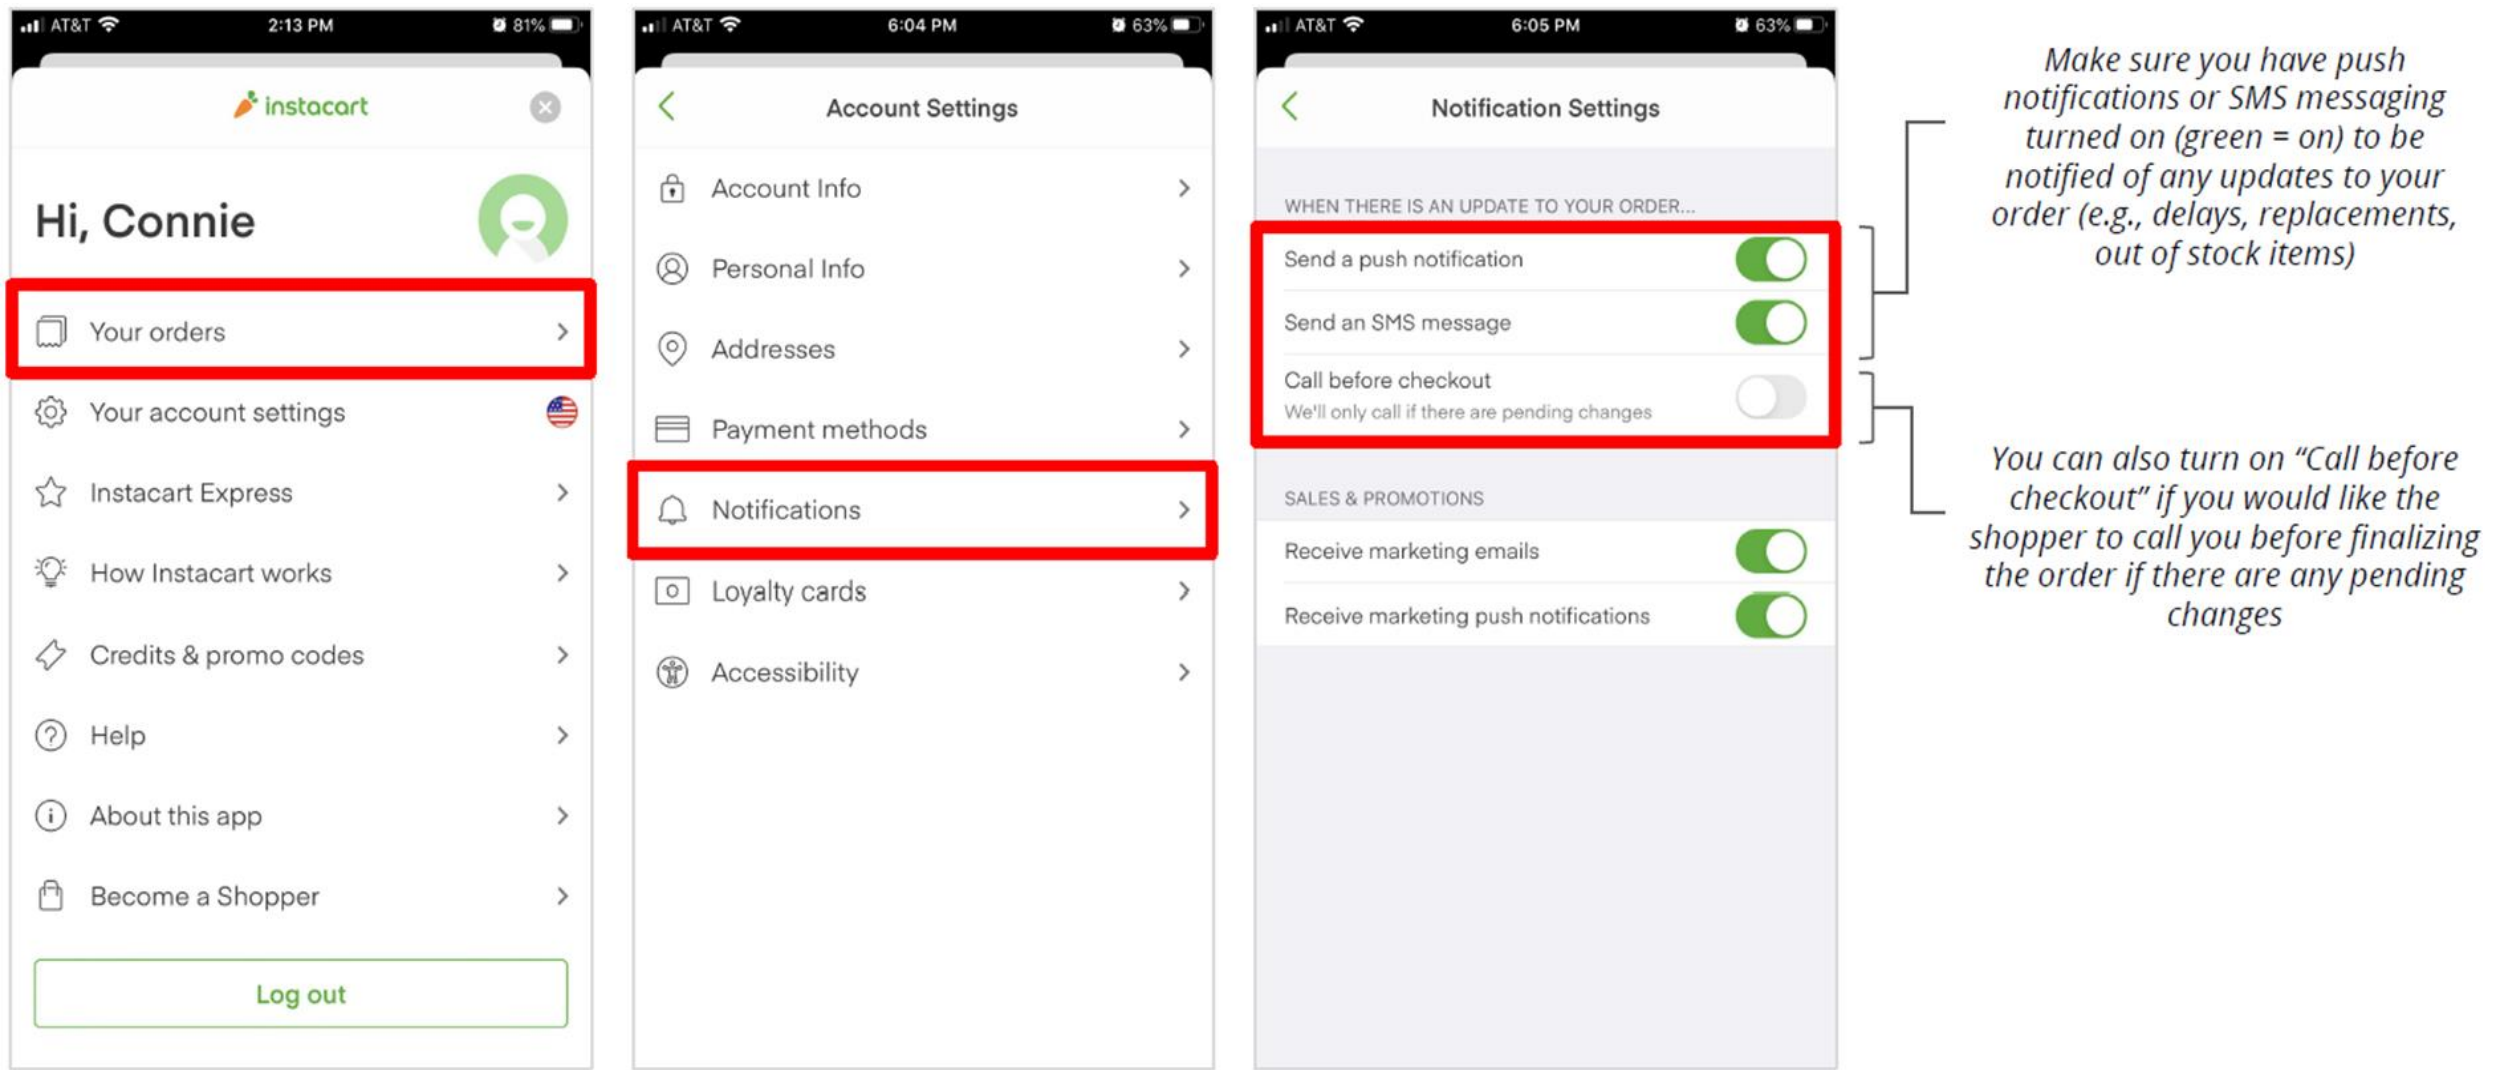 AT&T 2:13 PM 81%
instacart
Hi, Connie
Your orders
Your account settings
Instacart Express
How Instacart works
Credits & promo codes
Help
About this app
Become a Shopper
Log out
AT&T 6:04 PM 63%
Account Settings
Account Info
Personal Info
Addresses
Payment methods
Notifications
Loyalty cards
Accessibility
AT&T 6:05 PM 63%
Notification Settings
WHEN THERE IS AN UPDATE TO YOUR ORDER...
Send a push notification
Send an SMS message
Call before checkout
We'll only call if there are pending changes
SALES & PROMOTIONS
Receive marketing emails
Receive marketing push notifications
Make sure you have push
notifications or SMS messaging
turned on (green = on) to be
notified of any updates to your
order (e.g., delays, replacements,
out of stock items)
You can also turn on “Call before
checkout” if you would like the
shopper to call you before finalizing
the order if there are any pending
changes